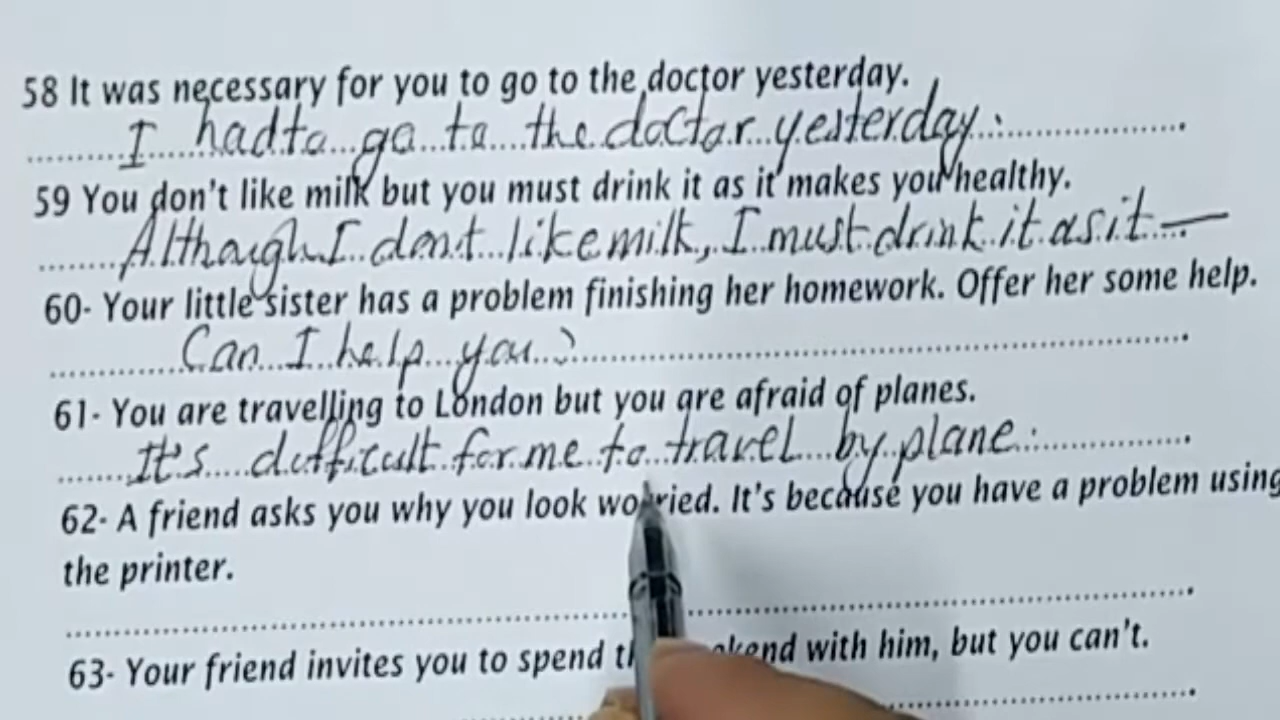 58 It was necessary for you to go to the doctor yesterday.
I had to go to the doctor yesterday.
59 You don't like milk but you must drink it as it makes you healthy.
Although I don't like milk, I must drink it as it —
60- Your little sister has a problem finishing her homework. Offer her some help.
Can I help you?
61- You are travelling to London but you are afraid of planes.
It's difficult for me to travel by plane.
62- A friend asks you why you look worried. It's because you have a problem using
the printer.
63- Your friend invites you to spend weekend with him, but you can't.